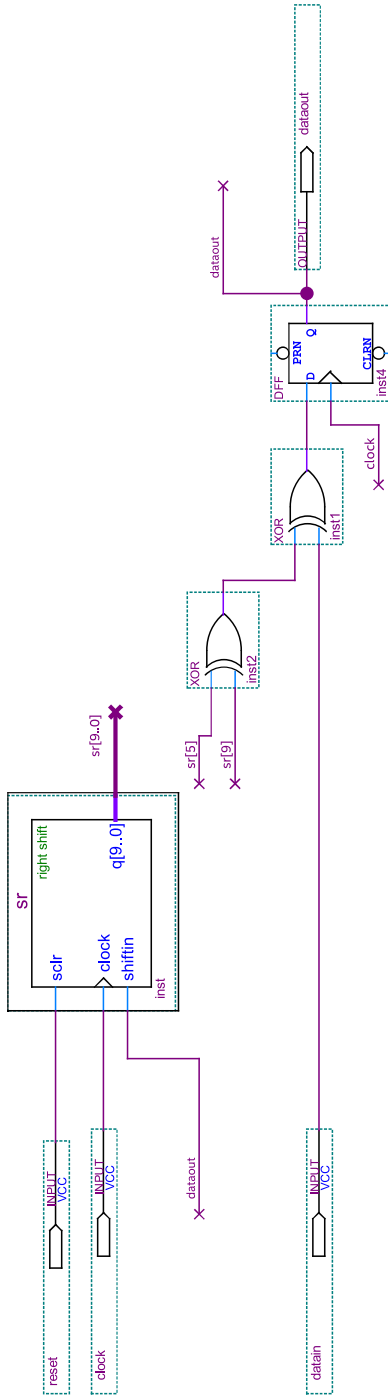 reset
INPUT
VCC
clock
INPUT
VCC
sr
right shift
sclr
clock
shiftin
q[9..0]
inst
sr[9..0]
dataout
sr[5]
sr[9]
XOR
inst2
datain
INPUT
VCC
XOR
inst1
clock
DFF
PRN
D
Q
CLRN
inst4
dataout
OUTPUT
dataout